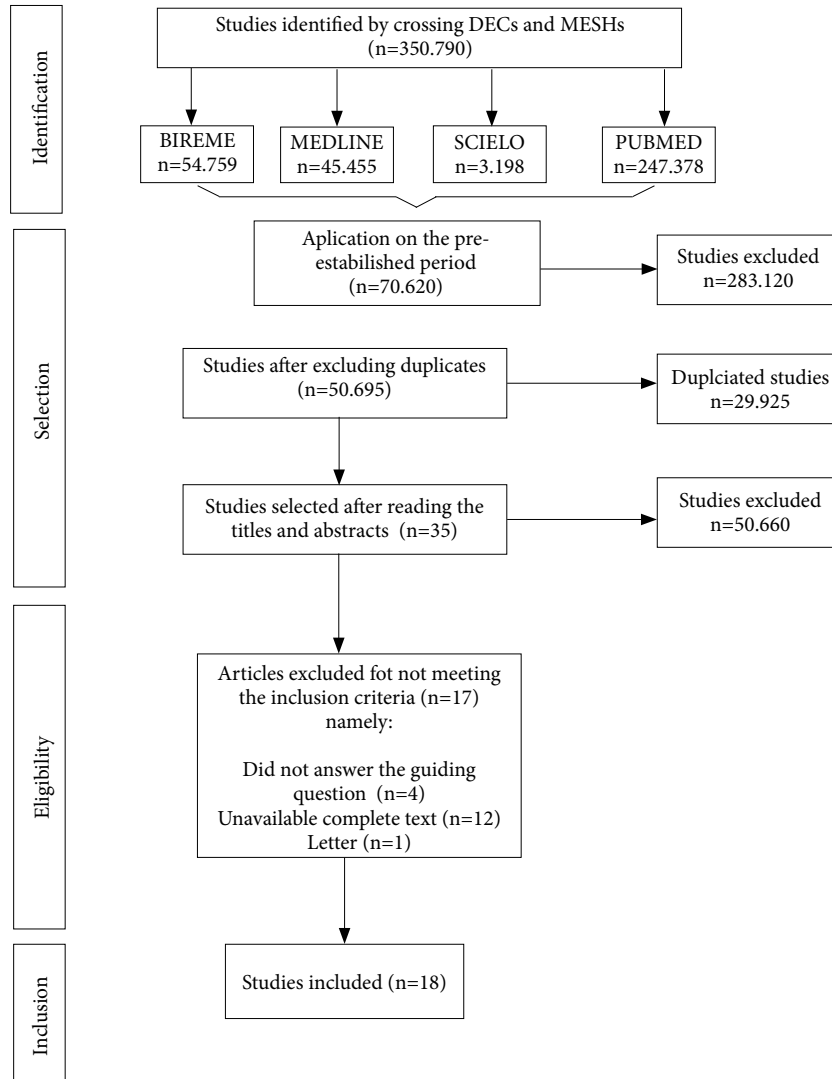 Identification
Studies identified by crossing DECs and MESHs
(n=350.790)
BIREME
n=54.759
MEDLINE
n=45.455
SCIELO
n=3.198
PUBMED
n=247.378
Selection
Aplication on the pre-
estabilished period
(n=70.620)
Studies excluded
n=283.120
Studies after excluding duplicates
(n=50.695)
Duplciated studies
n=29.925
Studies selected after reading the
titles and abstracts (n=35)
Studies excluded
n=50.660
Eligibility
Articles excluded fot not meeting
the inclusion criteria (n=17)
namely:
Did not answer the guiding
question (n=4)
Unavailable complete text (n=12)
Letter (n=1)
Inclusion
Studies included (n=18)